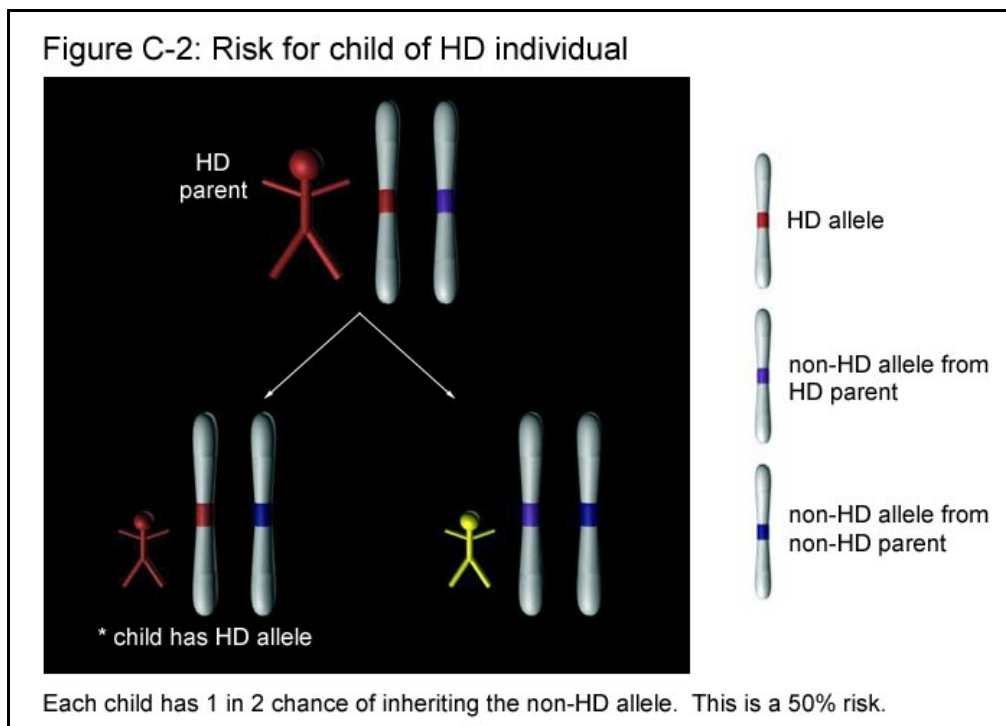 Figure C-2: Risk for child of HD individual
HD
parent
HD allele
non-HD allele from
HD parent
non-HD allele from
non-HD parent
* child has HD allele
Each child has 1 in 2 chance of inheriting the non-HD allele.  This is a 50% risk.